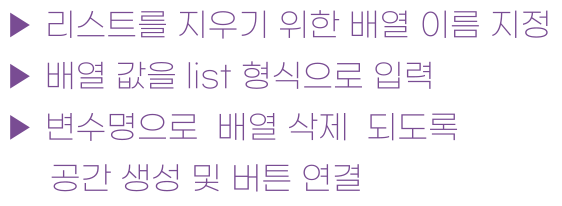 ▶ 리스트를 지우기 위한 배열 이름 지정
▶ 배열 값을 list 형식으로 입력
▶ 변수명으로 배열 삭제 되도록
공간 생성 및 버튼 연결